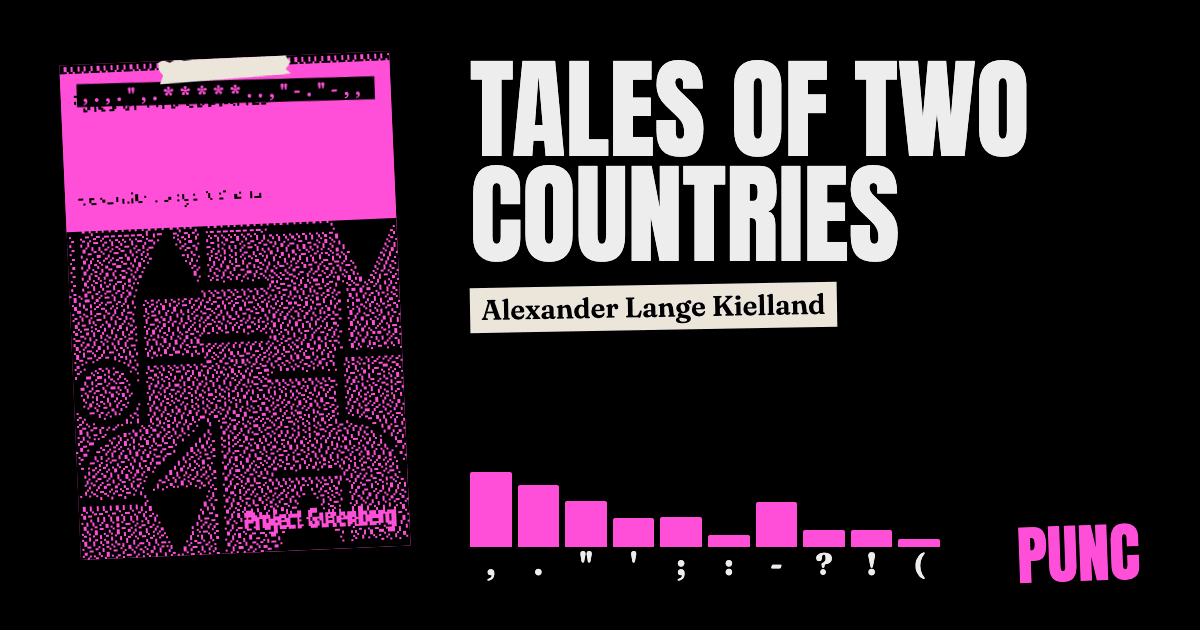 ,.,.",.*****..,"-."-,,
Project Gutenberg
TALES OF TWO
COUNTRIES
Alexander Lange Kielland
, . " ' ; : - ? ! (
PUNC